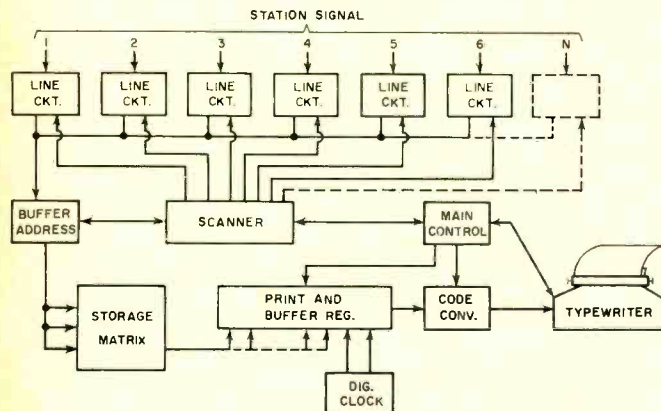 STATION SIGNAL
1 2 3 4 5 6 N
LINE CKT. LINE CKT. LINE CKT. LINE CKT. LINE CKT. LINE CKT.
BUFFER ADDRESS
SCANNER
MAIN CONTROL
STORAGE MATRIX
PRINT AND BUFFER REG.
CODE CONV.
TYPEWRITER
DIG. CLOCK